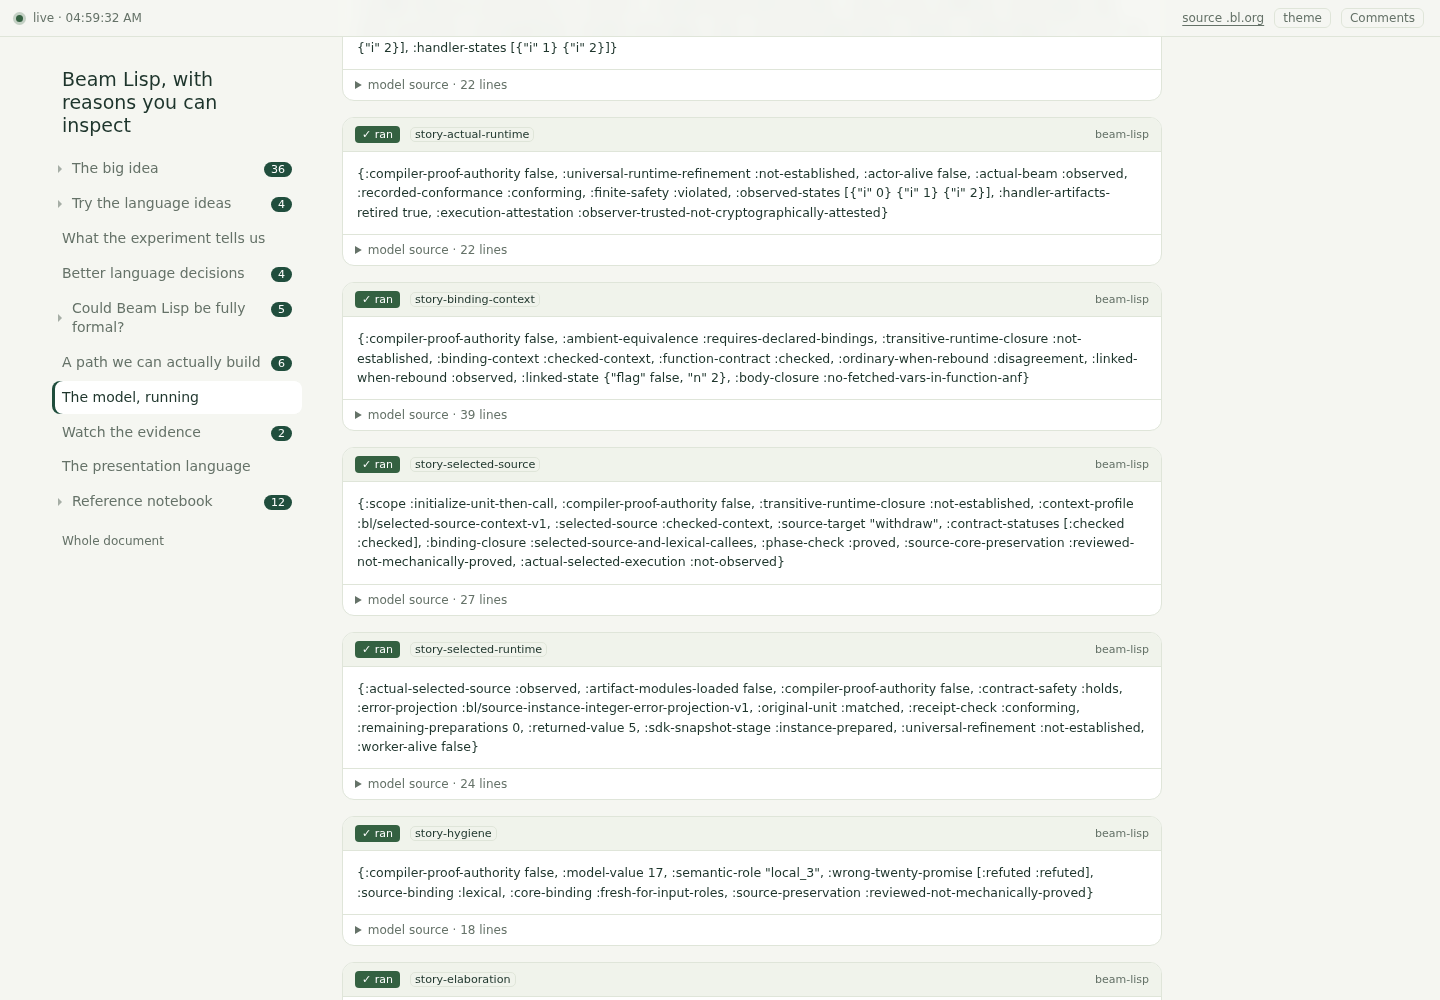 live · 04:59:32 AM
source .bl.org
theme
Comments
Beam Lisp, with
reasons you can
inspect
The big idea 36
Try the language ideas 4
What the experiment tells us
Better language decisions 4
Could Beam Lisp be fully
formal? 5
A path we can actually build 6
The model, running
Watch the evidence 2
The presentation language
Reference notebook 12
Whole document
{"i" 2}], :handler-states [{"i" 1} {"i" 2}]}
model source · 22 lines
✓ ran story-actual-runtime beam-lisp
{:compiler-proof-authority false, :universal-runtime-refinement :not-established, :actor-alive false, :actual-beam :observed,
:recorded-conformance :conforming, :finite-safety :violated, :observed-states [{"i" 0} {"i" 1} {"i" 2}], :handler-artifacts-
retired true, :execution-attestation :observer-trusted-not-cryptographically-attested}
model source · 22 lines
✓ ran story-binding-context beam-lisp
{:compiler-proof-authority false, :ambient-equivalence :requires-declared-bindings, :transitive-runtime-closure :not-
established, :binding-context :checked-context, :function-contract :checked, :ordinary-when-rebound :disagreement, :linked-
when-rebound :observed, :linked-state {"flag" false, "n" 2}, :body-closure :no-fetched-vars-in-function-anf}
model source · 39 lines
✓ ran story-selected-source beam-lisp
{:scope :initialize-unit-then-call, :compiler-proof-authority false, :transitive-runtime-closure :not-established, :context-profile
:bl/selected-source-context-v1, :selected-source :checked-context, :source-target "withdraw", :contract-statuses [:checked
:checked], :binding-closure :selected-source-and-lexical-callees, :phase-check :proved, :source-core-preservation :reviewed-
not-mechanically-proved, :actual-selected-execution :not-observed}
model source · 27 lines
✓ ran story-selected-runtime beam-lisp
{:actual-selected-source :observed, :artifact-modules-loaded false, :compiler-proof-authority false, :contract-safety :holds,
:error-projection :bl/source-instance-integer-error-projection-v1, :original-unit :matched, :receipt-check :conforming,
:remaining-preparations 0, :returned-value 5, :sdk-snapshot-stage :instance-prepared, :universal-refinement :not-established,
:worker-alive false}
model source · 24 lines
✓ ran story-hygiene beam-lisp
{:compiler-proof-authority false, :model-value 17, :semantic-role "local_3", :wrong-twenty-promise [:refuted :refuted],
:source-binding :lexical, :core-binding :fresh-for-input-roles, :source-preservation :reviewed-not-mechanically-proved}
model source · 18 lines
✓ ran story-elaboration beam-lisp